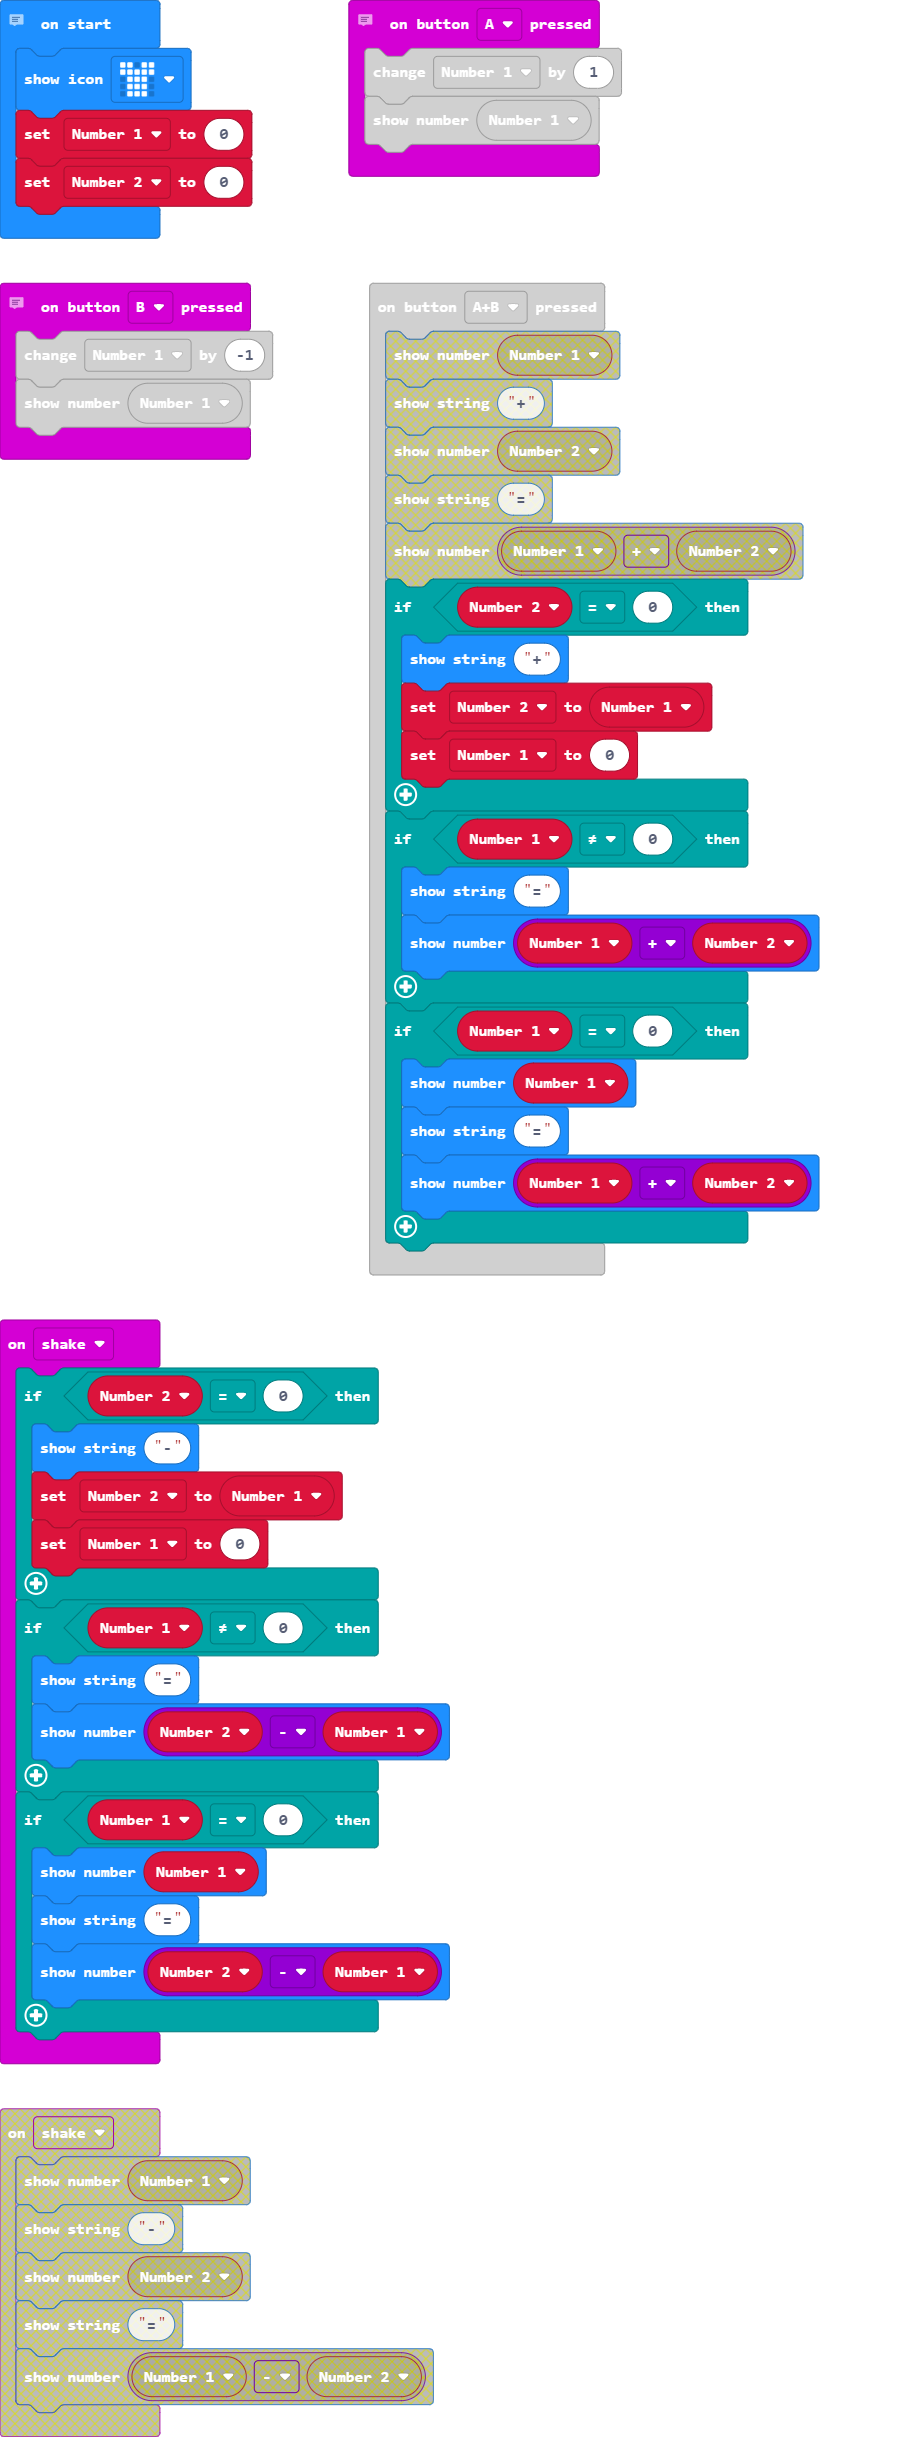 on start
show icon
set Number 1 to 0
set Number 2 to 0
on button A pressed
change Number 1 by 1
show number Number 1
on button B pressed
change Number 1 by -1
show number Number 1
on button A+B pressed
show number Number 1
show string "+"
show number Number 2
show string "="
show number Number 1 + Number 2
if Number 2 = 0 then
show string "+"
set Number 2 to Number 1
set Number 1 to 0
if Number 1 ≠ 0 then
show string "="
show number Number 1 + Number 2
if Number 1 = 0 then
show number Number 1
show string "="
show number Number 1 + Number 2
on shake
if Number 2 = 0 then
show string "-"
set Number 2 to Number 1
set Number 1 to 0
if Number 1 ≠ 0 then
show string "="
show number Number 2 - Number 1
if Number 1 = 0 then
show number Number 1
show string "="
show number Number 2 - Number 1
on shake
show number Number 1
show string "-"
show number Number 2
show string "="
show number Number 1 - Number 2